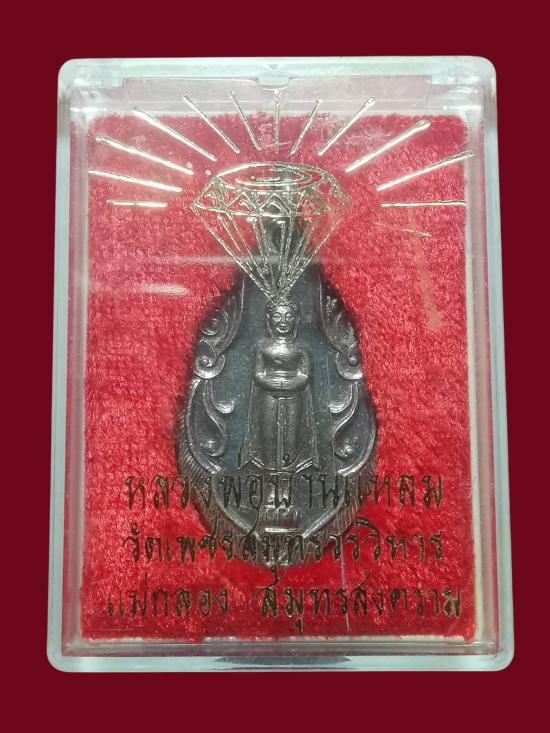 หลวงพ่อบ้านแหลม
วัดเพชรสมุทรวรวิหาร
แม่กลอง สมุทรสงคราม